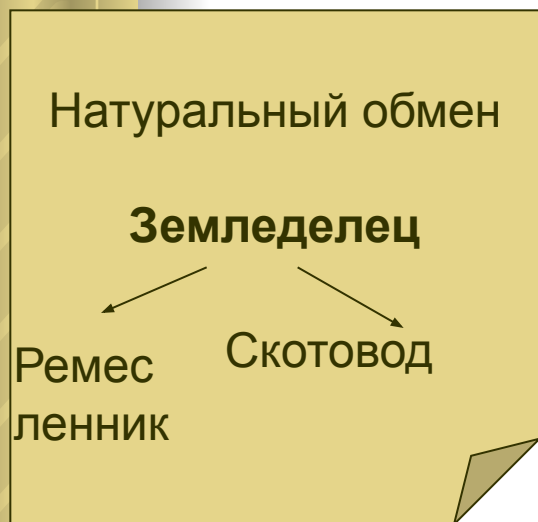 Натуральный обмен
Земледелец
Ремес
ленник
Скотовод